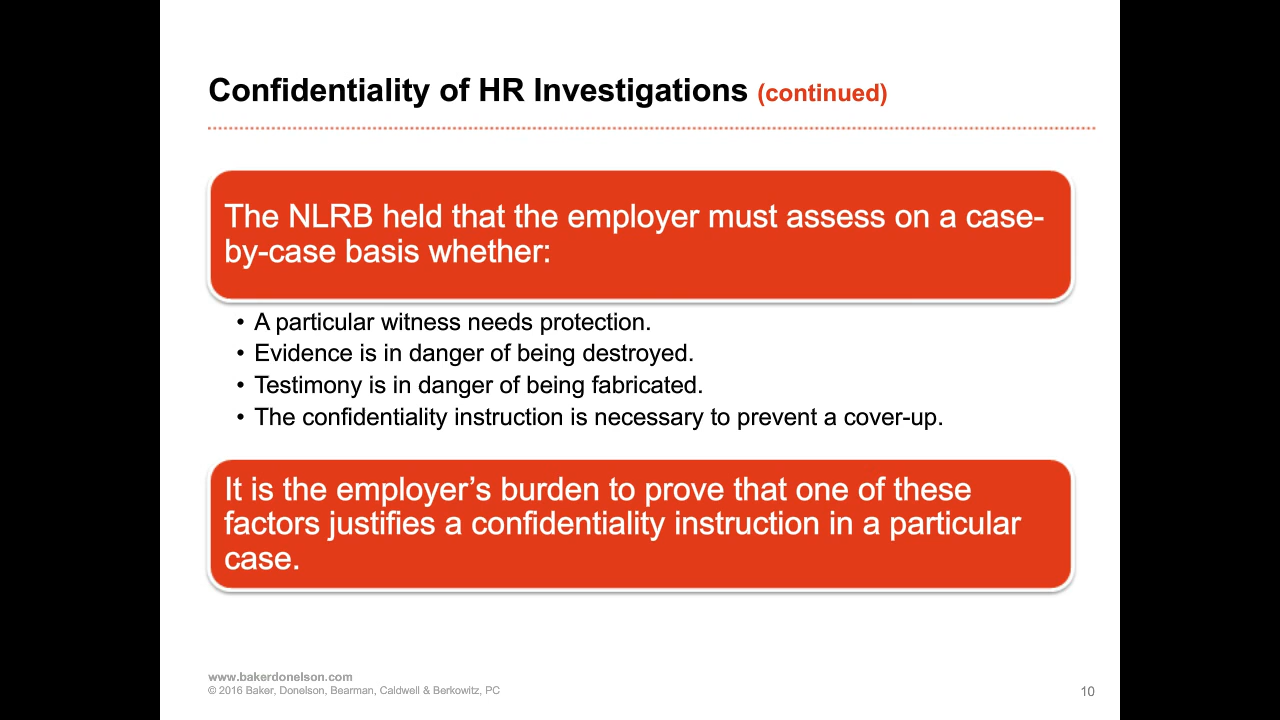 Confidentiality of HR Investigations (continued)
The NLRB held that the employer must assess on a case-
by-case basis whether:
• A particular witness needs protection.
• Evidence is in danger of being destroyed.
• Testimony is in danger of being fabricated.
• The confidentiality instruction is necessary to prevent a cover-up.
It is the employer’s burden to prove that one of these
factors justifies a confidentiality instruction in a particular
case.
www.bakerdonelson.com
© 2016 Baker, Donelson, Bearman, Caldwell & Berkowitz, PC
10